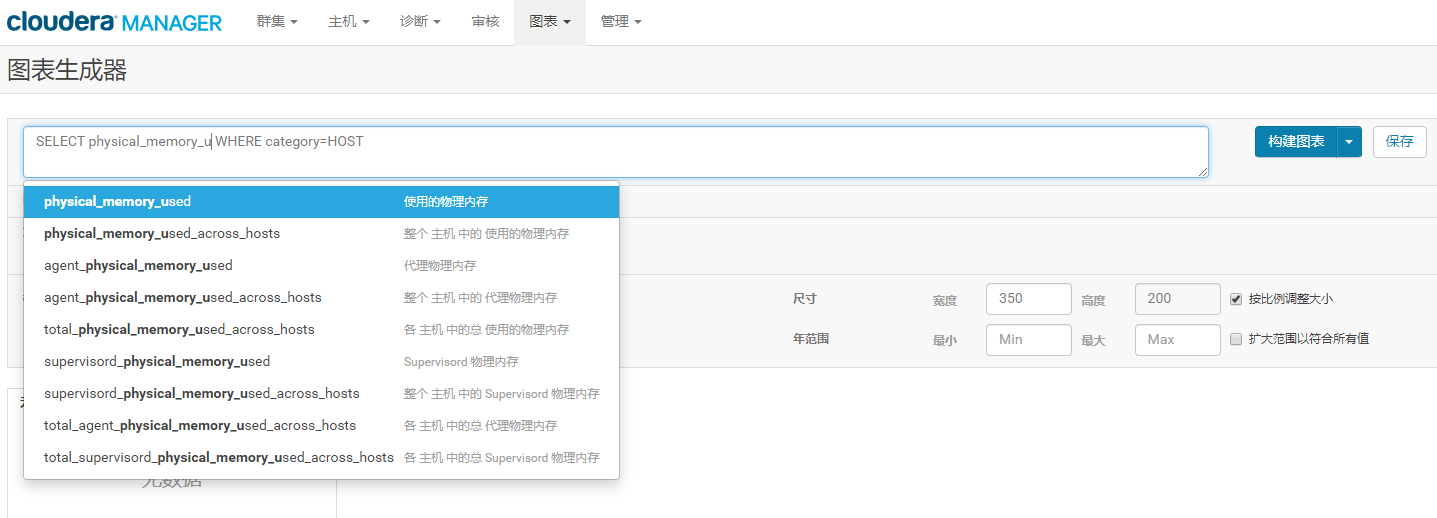 cloudera MANAGER 群集 主机 诊断 审核 图表 管理
图表生成器
SELECT physical_memory_u WHERE category=HOST
构建图表 保存
physical_memory_used 使用的物理内存
physical_memory_used_across_hosts 整个 主机 中的 使用的物理内存
agent_physical_memory_used 代理物理内存
agent_physical_memory_used_across_hosts 整个 主机 中的 代理物理内存
total_physical_memory_used_across_hosts 各 主机 中的总 使用的物理内存
supervisord_physical_memory_used Supervisord 物理内存
supervisord_physical_memory_used_across_hosts 整个 主机 中的 Supervisord 物理内存
total_agent_physical_memory_used_across_hosts 各 主机 中的总 代理物理内存
total_supervisord_physical_memory_used_across_hosts 各 主机 中的总 Supervisord 物理内存
尺寸 宽度 350 高度 200 按比例调整大小
年范围 最小 Min 最大 Max 扩大范围以符合所有值
无数据